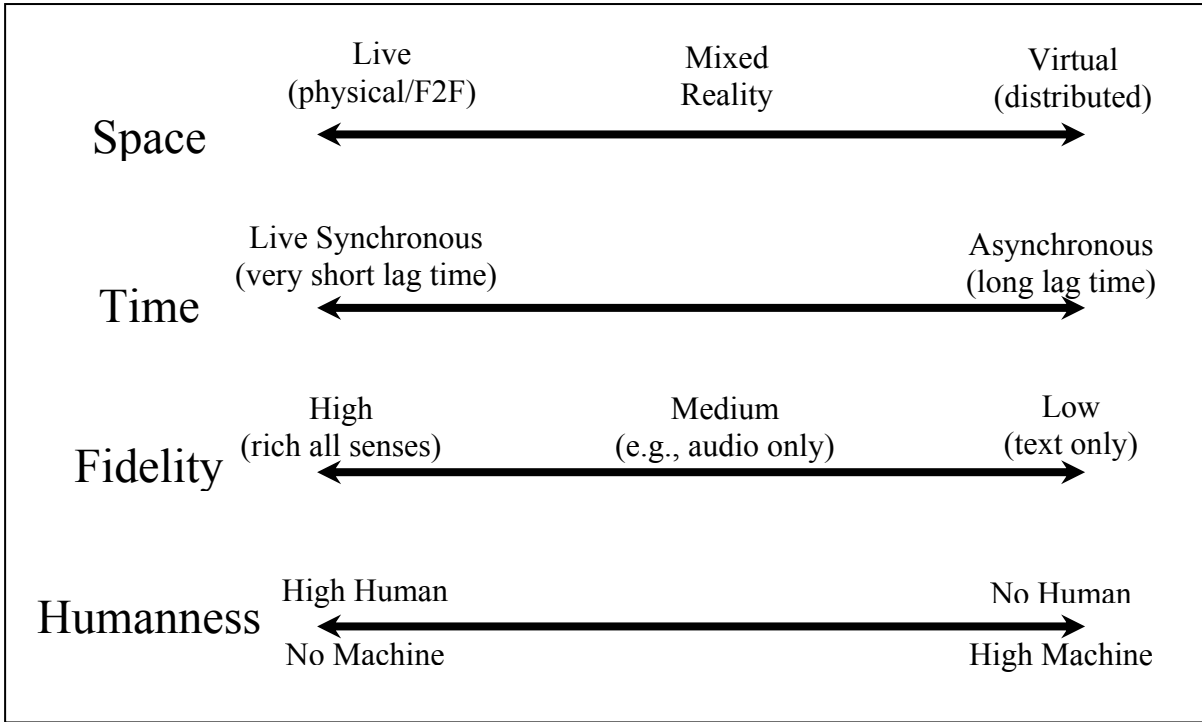 Live
(physical/F2F)
Mixed
Reality
Virtual
(distributed)
Space
Live Synchronous
(very short lag time)
Asynchronous
(long lag time)
Time
High
(rich all senses)
Medium
(e.g., audio only)
Low
(text only)
Fidelity
High Human
No Human
Humanness
No Machine
High Machine